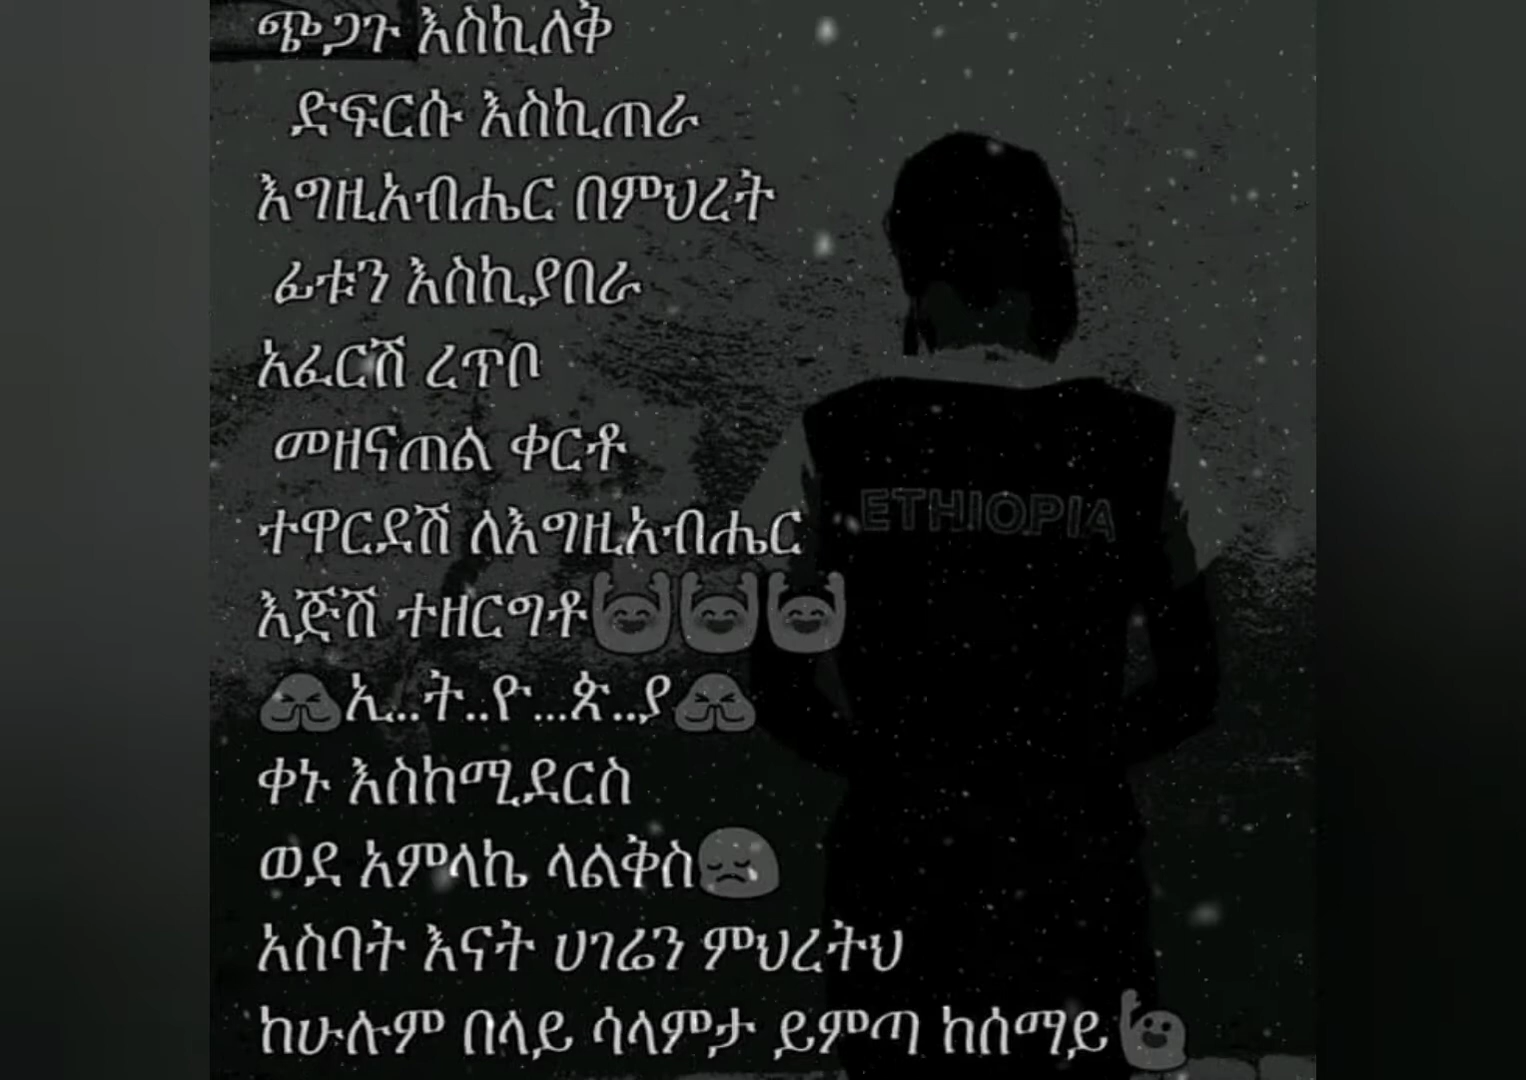 ጭጋጉ እስኪለቅ
ድፍርሱ እስኪጠራ
እግዚአብሔር በምህረት
ፊቱን እስኪያበራ
አፈርሽ ረጥቦ
መዘናጠል ቀርቶ
ተዋርደሽ ለእግዚአብሔር
እጅሽ ተዘርግቶ🙌🙌🙌
🙏ኢ..ት..ዮ...ጵ..ያ🙏
ቀኑ እስከሚደርስ
ወደ አምላኬ ላልቅስ😢
አስባት እናት ሀገሬን ምህረትህ
ከሁሉም በላይ ሳላምታ ይምጣ ከሰማይ🙋
ETHIOPIA